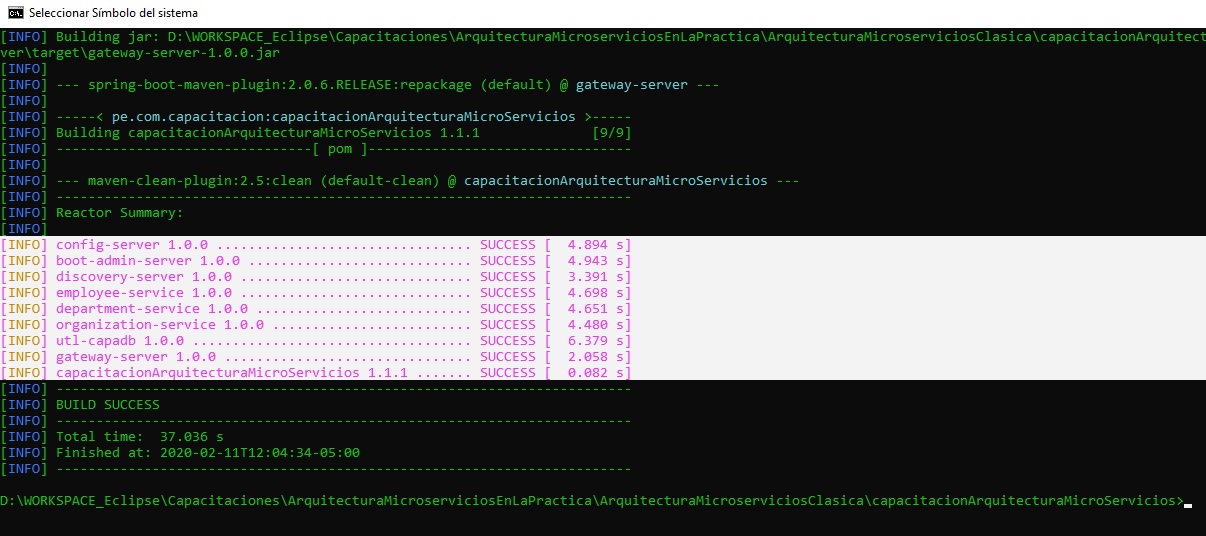 Seleccionar Símbolo del sistema
[INFO] Building jar: D:\WORKSPACE_Eclipse\Capacitaciones\ArquitecturaMicroserviciosEnLaPractica\ArquitecturaMicroserviciosClasica\capacitacionArquitect
ver\target\gateway-server-1.0.0.jar
[INFO]
[INFO] --- spring-boot-maven-plugin:2.0.6.RELEASE:repackage (default) @ gateway-server ---
[INFO]
[INFO] -----< pe.com.capacitacion:capacitacionArquitecturaMicroServicios >-----
[INFO] Building capacitacionArquitecturaMicroServicios 1.1.1              [9/9]
[INFO] --------------------------------[ pom ]---------------------------------
[INFO]
[INFO] --- maven-clean-plugin:2.5:clean (default-clean) @ capacitacionArquitecturaMicroServicios ---
[INFO] ------------------------------------------------------------------------
[INFO] Reactor Summary:
[INFO]
[INFO] config-server 1.0.0 ................................ SUCCESS [  4.894 s]
[INFO] boot-admin-server 1.0.0 ............................ SUCCESS [  4.943 s]
[INFO] discovery-server 1.0.0 ............................. SUCCESS [  3.391 s]
[INFO] employee-service 1.0.0 ............................. SUCCESS [  4.698 s]
[INFO] department-service 1.0.0 ........................... SUCCESS [  4.651 s]
[INFO] organization-service 1.0.0 ......................... SUCCESS [  4.480 s]
[INFO] utl-capadb 1.0.0 ................................... SUCCESS [  6.379 s]
[INFO] gateway-server 1.0.0 ............................... SUCCESS [  2.058 s]
[INFO] capacitacionArquitecturaMicroServicios 1.1.1 ....... SUCCESS [  0.082 s]
[INFO] ------------------------------------------------------------------------
[INFO] BUILD SUCCESS
[INFO] ------------------------------------------------------------------------
[INFO] Total time:  37.036 s
[INFO] Finished at: 2020-02-11T12:04:34-05:00
[INFO] ------------------------------------------------------------------------
D:\WORKSPACE_Eclipse\Capacitaciones\ArquitecturaMicroserviciosEnLaPractica\ArquitecturaMicroserviciosClasica\capacitacionArquitecturaMicroServicios>